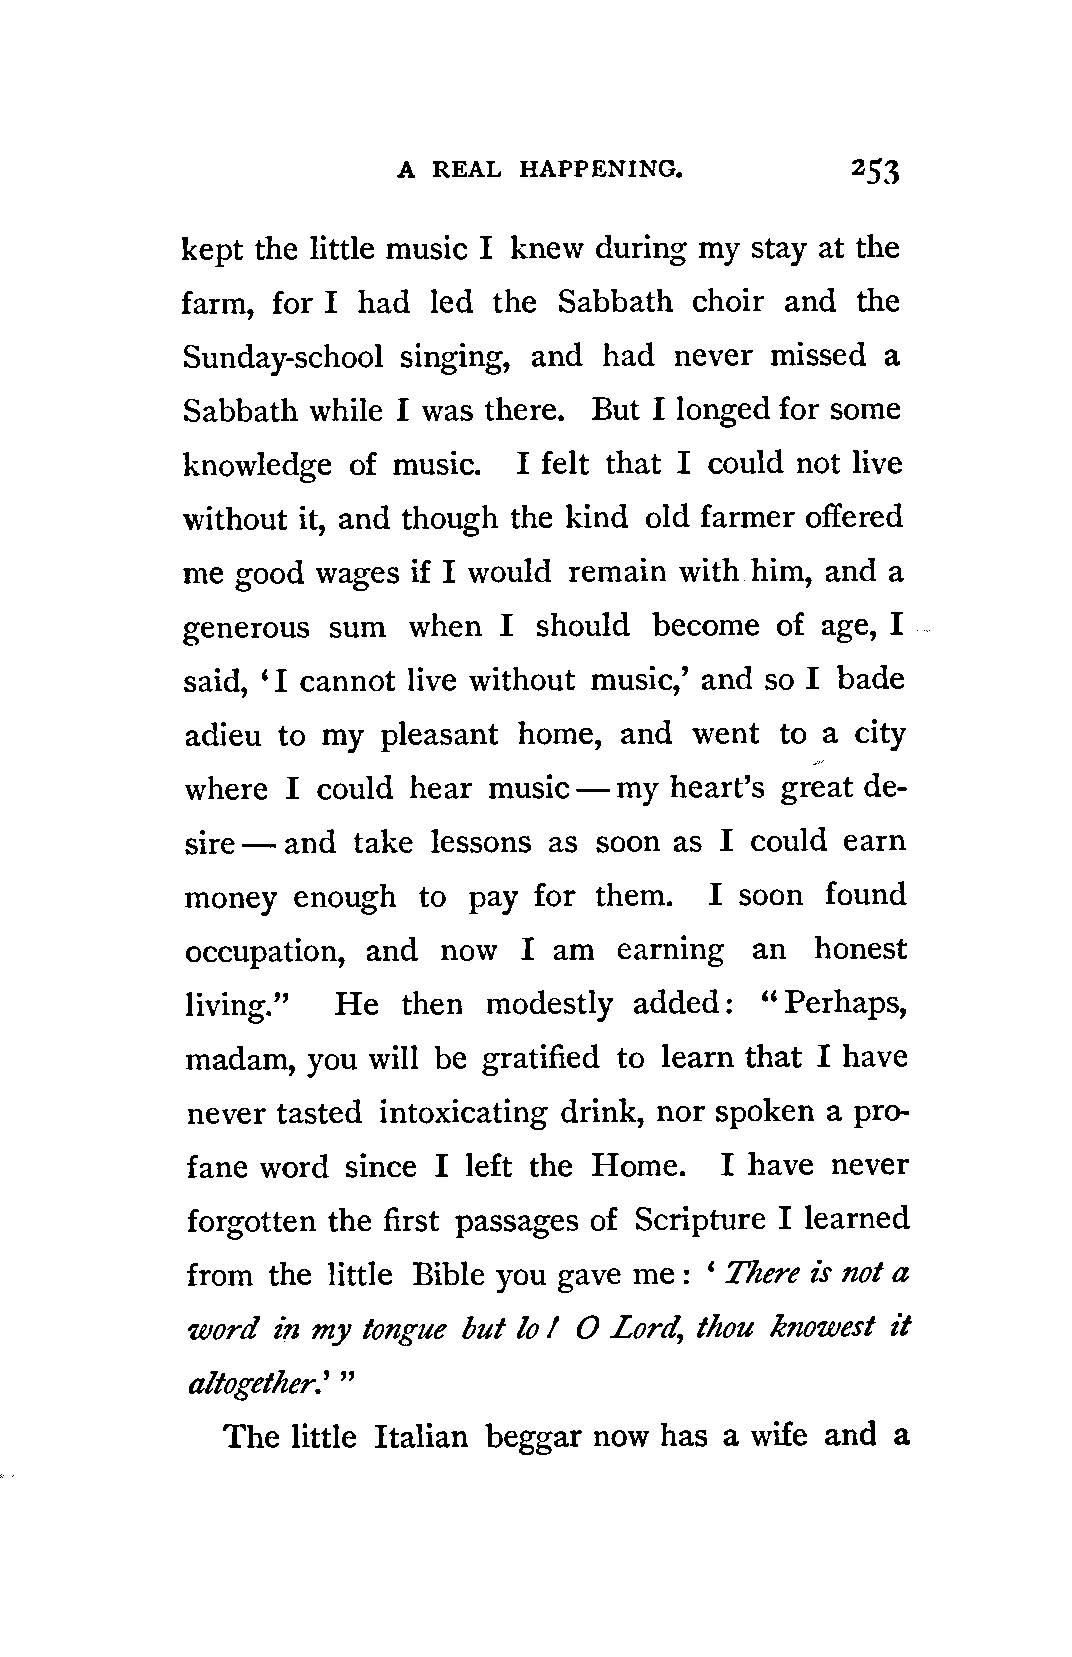 A REAL HAPPENING. 253
kept the little music I knew during my stay at the
farm, for I had led the Sabbath choir and the
Sunday-school singing, and had never missed a
Sabbath while I was there. But I longed for some
knowledge of music. I felt that I could not live
without it, and though the kind old farmer offered
me good wages if I would remain with him, and a
generous sum when I should become of age, I
said, ‘I cannot live without music,’ and so I bade
adieu to my pleasant home, and went to a city
where I could hear music — my heart’s great de-
sire — and take lessons as soon as I could earn
money enough to pay for them. I soon found
occupation, and now I am earning an honest
living.” He then modestly added: “Perhaps,
madam, you will be gratified to learn that I have
never tasted intoxicating drink, nor spoken a pro-
fane word since I left the Home. I have never
forgotten the first passages of Scripture I learned
from the little Bible you gave me : ‘ There is not a
word in my tongue but lo ! O Lord, thou knowest it
altogether.’ ”
The little Italian beggar now has a wife and a